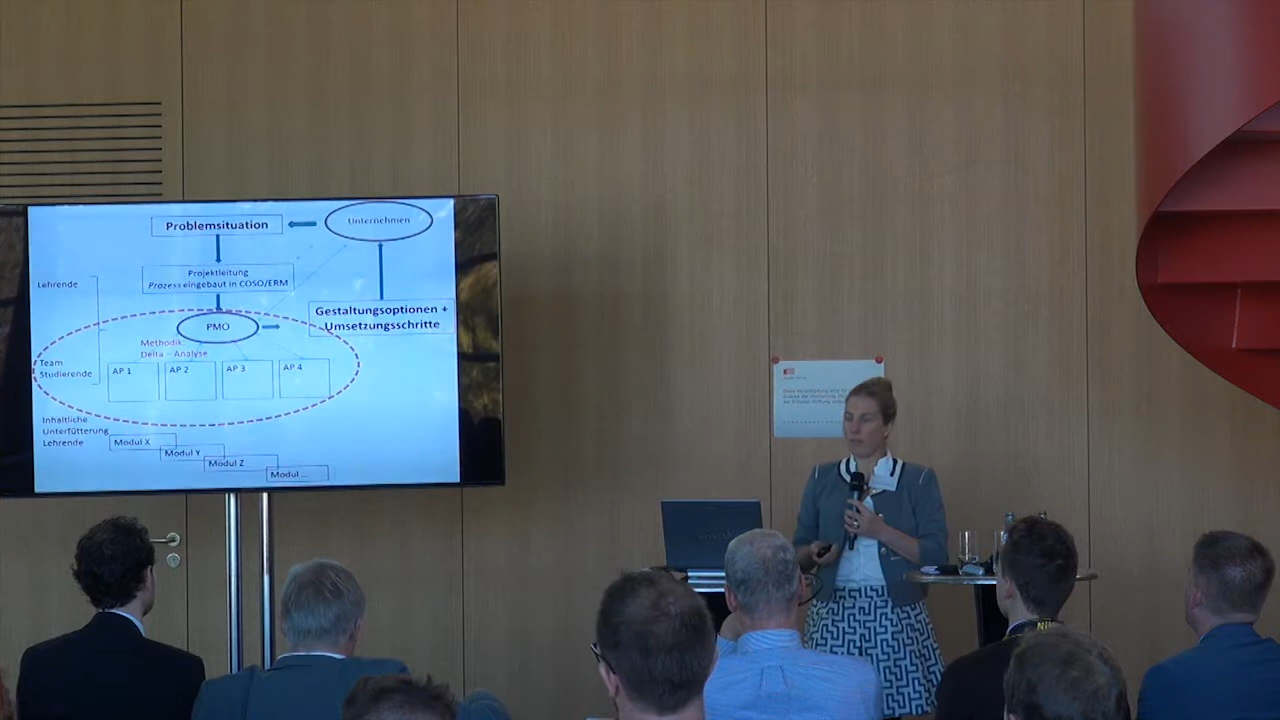 Unternehmen
Problemsituation
Projektleitung
Prozess eingebaut in COSO/ERM
Lehrende
Gestaltungsoptionen +
Umsetzungsschritte
PMO
Methodik:
Delta – Analyse
Team
Studierende
AP 1
AP 2
AP 3
AP 4
Inhaltliche
Unterfütterung
Lehrende
Modul X
Modul Y
Modul Z
Modul ...